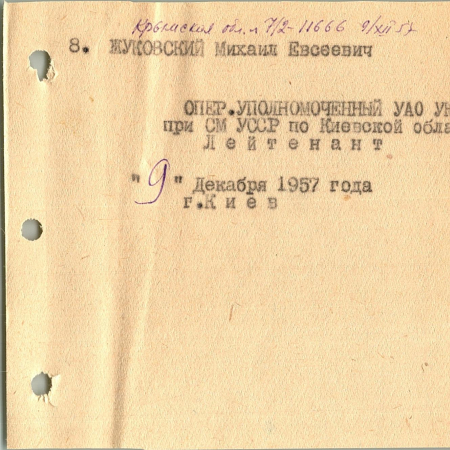 Крымская обл. 7/2-11666 9/XII 57
8. ЖУКОВСКИЙ Михаил Евсеевич
ОПЕР.УПОЛНОМОЧЕННЫЙ УАО УК
при СМ УССР по Киевской обла
Лейтенант
"9" Декабря 1957 года
г.Киев